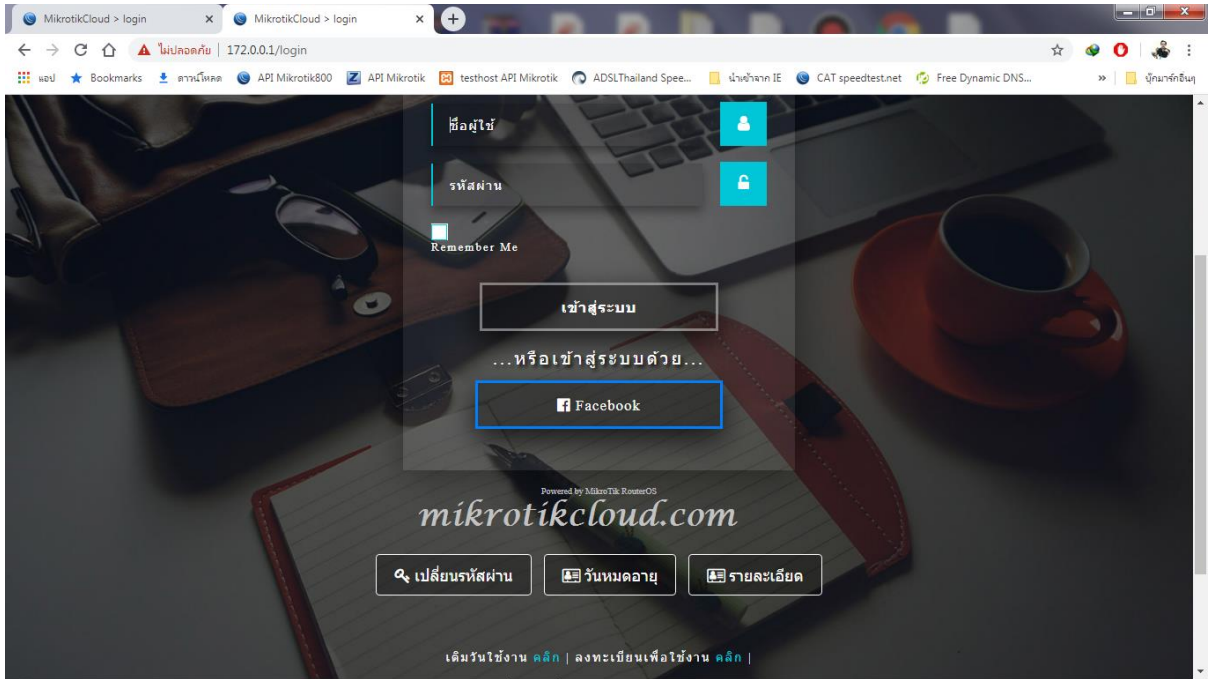 MikrotikCloud > login
MikrotikCloud > login
ไม่ปลอดภัย | 172.0.0.1/login
แอป
Bookmarks
ดาวน์โหลด
API Mikrotik800
API Mikrotik
testhost API Mikrotik
ADSLThailand Spee...
นำเข้าจาก IE
CAT speedtest.net
Free Dynamic DNS...
»
บุ๊กมาร์กอื่นๆ
ชื่อผู้ใช้
รหัสผ่าน
Remember Me
เข้าสู่ระบบ
...หรือเข้าสู่ระบบด้วย...
Facebook
Powered by MikroTik RouterOS
mikrotikcloud.com
เปลี่ยนรหัสผ่าน
วันหมดอายุ
รายละเอียด
เติมวันใช้งาน คลิก | ลงทะเบียนเพื่อใช้งาน คลิก |